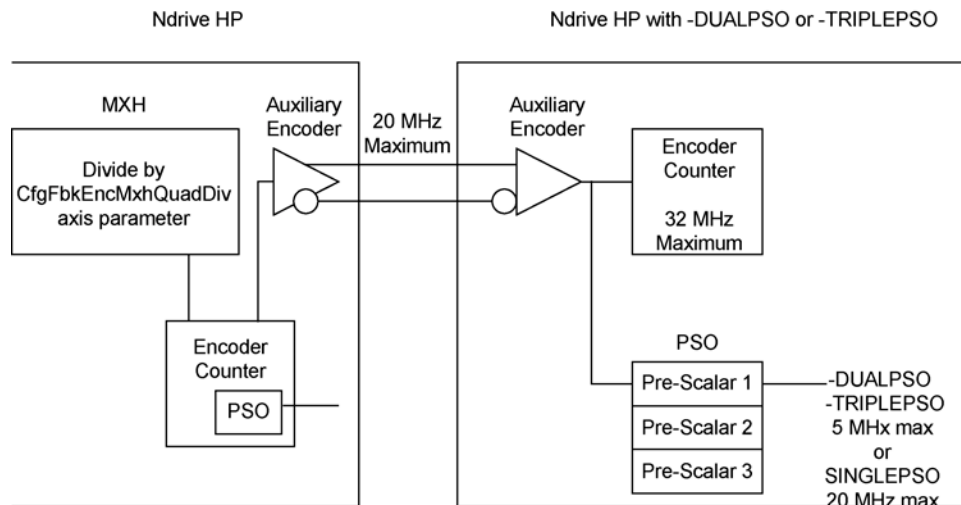 Ndrive HP
Ndrive HP with -DUALPSO or -TRIPLEPSO
MXH
Divide by
CfgFbkEncMxhQuadDiv
axis parameter
Auxiliary
Encoder
20 MHz
Maximum
Auxiliary
Encoder
Encoder
Counter
32 MHz
Maximum
Encoder
Counter
PSO
PSO
Pre-Scalar 1
Pre-Scalar 2
Pre-Scalar 3
-DUALPSO
-TRIPLEPSO
5 MHx max
or
SINGLEPSO
20 MHz max